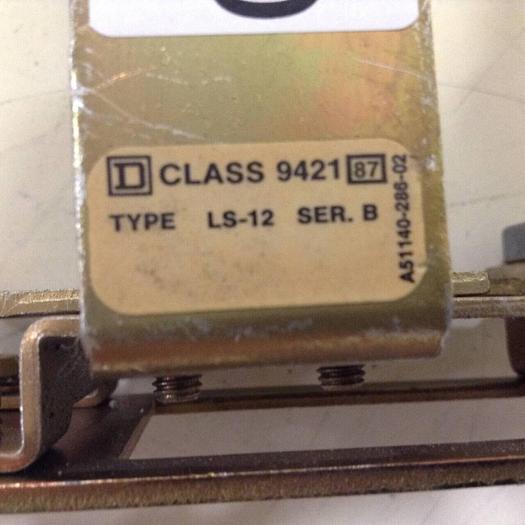 D CLASS 9421 87
TYPE LS-12 SER. B
A51140-286-02